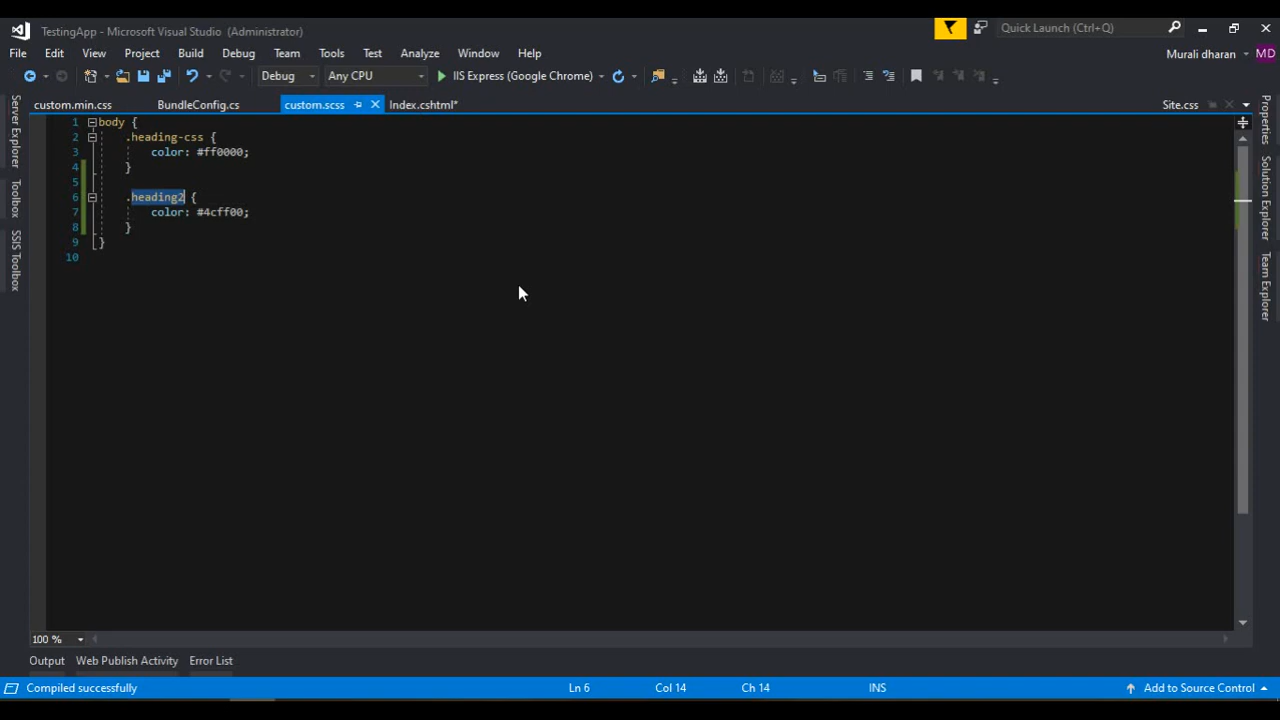 TestingApp - Microsoft Visual Studio (Administrator)
Quick Launch (Ctrl+Q)
File Edit View Project Build Debug Team Tools Test Analyze Window Help
Murali dharan MD
Debug Any CPU IIS Express (Google Chrome)
custom.min.css BundleConfig.cs custom.scss Index.cshtml* Site.css
Server Explorer
Toolbox
SSIS Toolbox
1 body {
2 .heading-css {
3 color: #ff0000;
4 }
5
6 .heading2 {
7 color: #4cff00;
8 }
9 }
10
Properties
Solution Explorer
Team Explorer
100 %
Output Web Publish Activity Error List
Compiled successfully Ln 6 Col 14 Ch 14 INS Add to Source Control